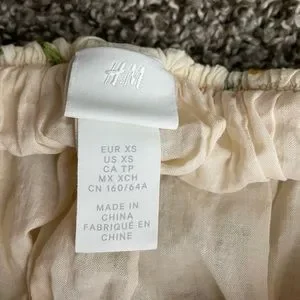 H&M
EUR XS
US XS
CA TP
MX XCH
CN 160/64A
MADE IN
CHINA
FABRIQUÉ EN
CHINE